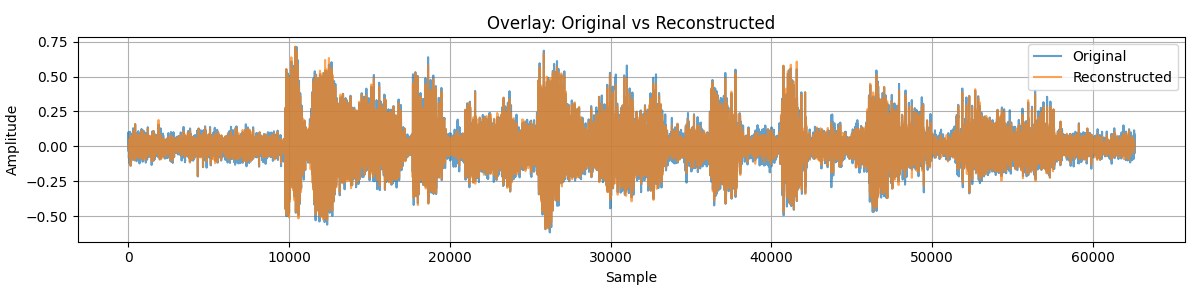 Overlay: Original vs Reconstructed
Original
Reconstructed
Amplitude
0.75
0.50
0.25
0.00
−0.25
−0.50
0 10000 20000 30000 40000 50000 60000
Sample